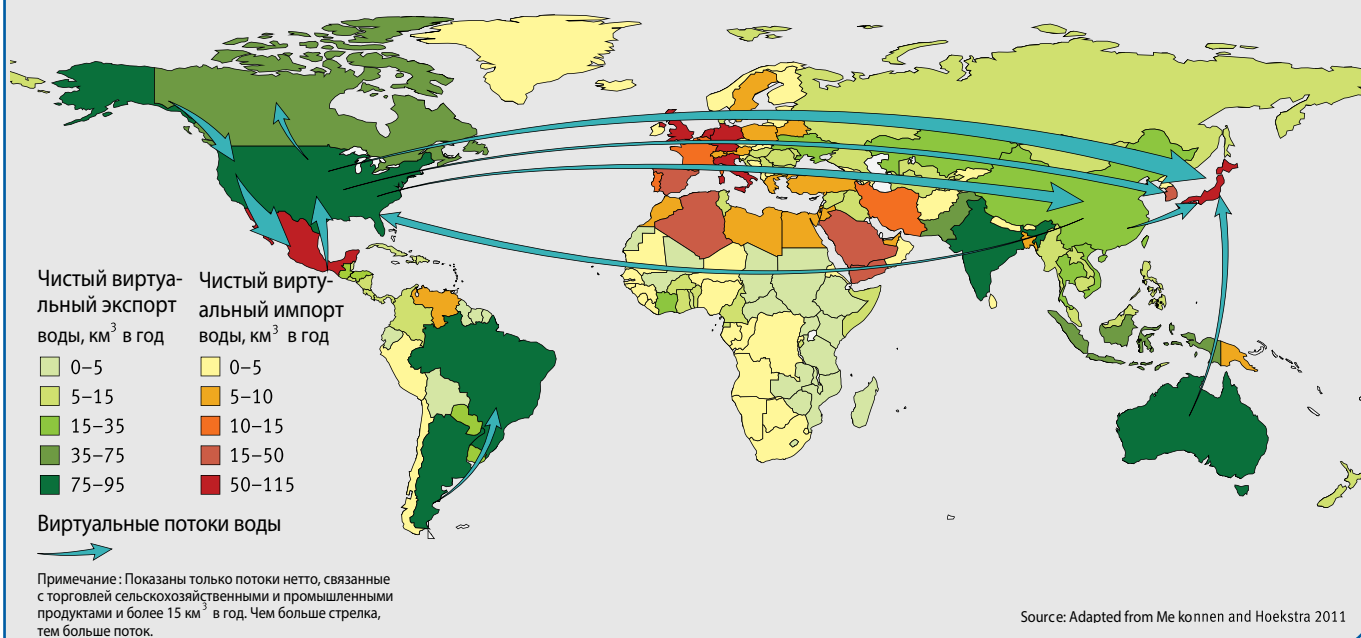 Чистый виртуа-
льный экспорт
воды, км³ в год
0–5
5–15
15–35
35–75
75–95
Чистый вирту-
альный импорт
воды, км³ в год
0–5
5–10
10–15
15–50
50–115
Виртуальные потоки воды
Примечание: Показаны только потоки нетто, связанные
с торговлей сельскохозяйственными и промышленными
продуктами и более 15 км³ в год. Чем больше стрелка,
тем больше поток.
Source: Adapted from Me konnen and Hoekstra 2011